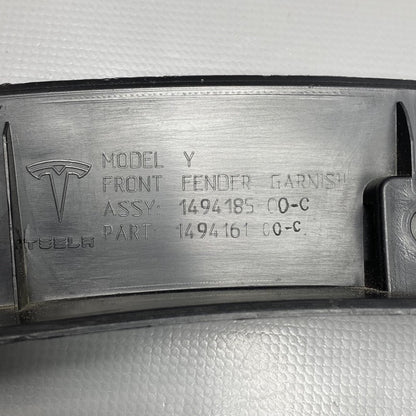 MODEL Y
FRONT FENDER GARNISH
ASSY: 1494185 00-C
TESLA PART: 1494161 00-C